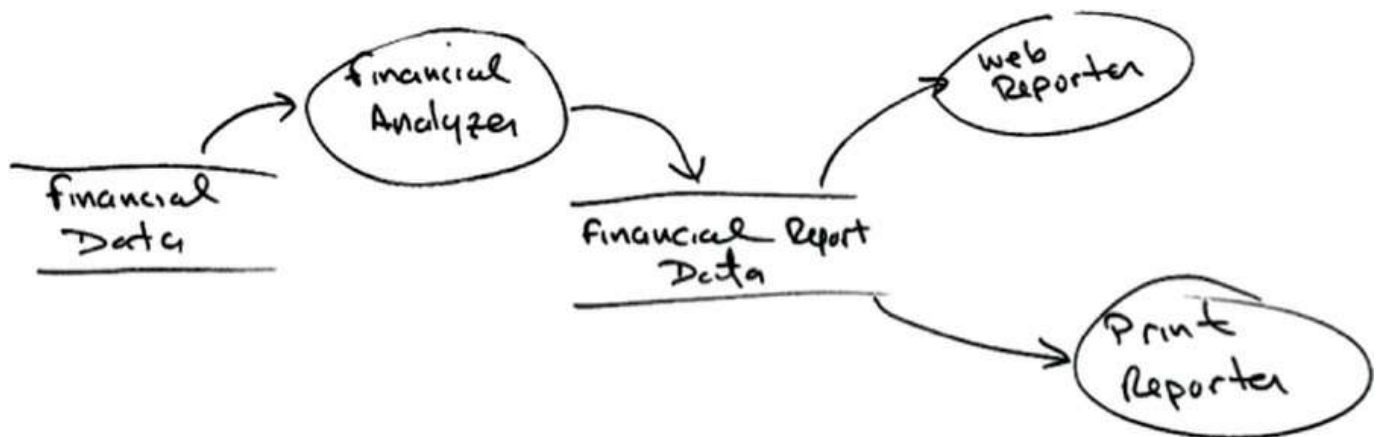 Financial
Analyzer
Web
Reporter
Financial
Data
Financial Report
Data
Print
Reporter